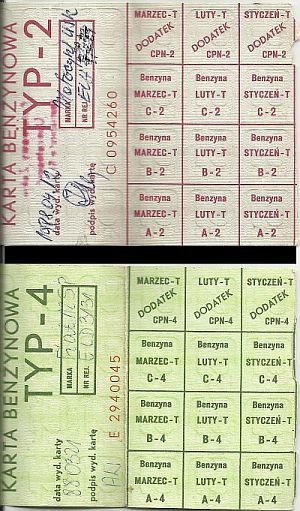 KARTA BENZYNOWA
TYP-2
MARKA
NR REJ.
data wyd. karty
podpis wyd. kartę
C 0954260
MARZEC-T LUTY-T STYCZEŃ-T
DODATEK DODATEK DODATEK
CPN-2 CPN-2 CPN-2
Benzyna Benzyna Benzyna
MARZEC-T LUTY-T STYCZEŃ-T
C-2 C-2 C-2
Benzyna Benzyna Benzyna
MARZEC-T LUTY-T STYCZEŃ-T
B-2 B-2 B-2
Benzyna Benzyna Benzyna
MARZEC-T LUTY-T STYCZEŃ-T
A-2 A-2 A-2
KARTA BENZYNOWA
TYP-4
MARKA
NR REJ.
data wyd. karty
880321
podpis wyd. kartę
E 2940045
MARZEC-T LUTY-T STYCZEŃ-T
DODATEK DODATEK DODATEK
CPN-4 CPN-4 CPN-4
Benzyna Benzyna Benzyna
MARZEC-T LUTY-T STYCZEŃ-T
C-4 C-4 C-4
Benzyna Benzyna Benzyna
MARZEC-T LUTY-T STYCZEŃ-T
B-4 B-4 B-4
Benzyna Benzyna Benzyna
MARZEC-T LUTY-T STYCZEŃ-T
A-4 A-4 A-4